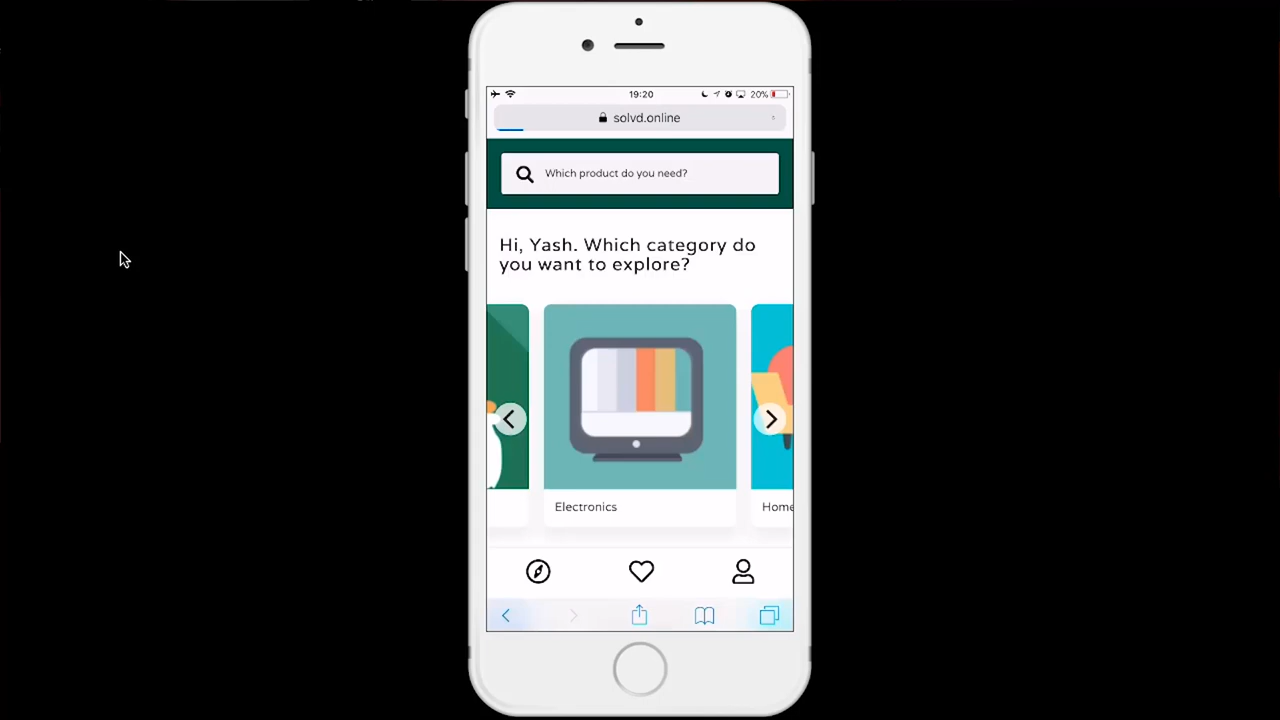 19:20
20%
solvd.online
Which product do you need?
Hi, Yash. Which category do
you want to explore?
Electronics
Home